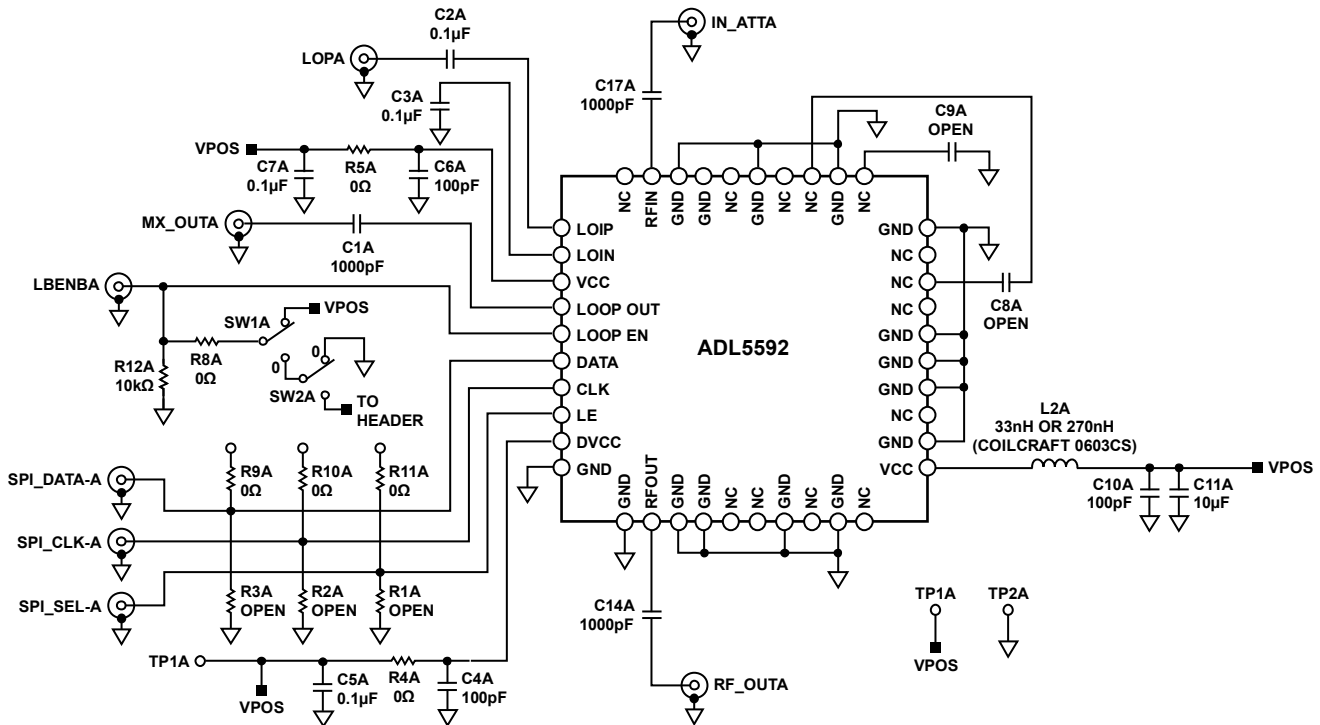 C2A
0.1µF
IN_ATTA
LOPA
C3A
0.1µF
C17A
1000pF
C9A
OPEN
VPOS
C7A
0.1µF
R5A
0Ω
C6A
100pF
MX_OUTA
C1A
1000pF
LBENBA
SW1A
VPOS
R8A
0Ω
R12A
10kΩ
0
0
SW2A
TO
HEADER
NC
RFIN
GND
GND
NC
GND
NC
NC
GND
NC
LOIP
LOIN
VCC
LOOP OUT
LOOP EN
DATA
CLK
LE
DVCC
GND
ADL5592
GND
NC
NC
NC
GND
GND
GND
NC
GND
VCC
C8A
OPEN
L2A
33nH OR 270nH
(COILCRAFT 0603CS)
VPOS
C10A
100pF
C11A
10µF
GND
RFOUT
GND
GND
NC
NC
GND
NC
GND
NC
SPI_DATA-A
SPI_CLK-A
SPI_SEL-A
R9A
0Ω
R10A
0Ω
R11A
0Ω
R3A
OPEN
R2A
OPEN
R1A
OPEN
C14A
1000pF
TP1A
VPOS
TP2A
TP1A
VPOS
C5A
0.1µF
R4A
0Ω
C4A
100pF
RF_OUTA